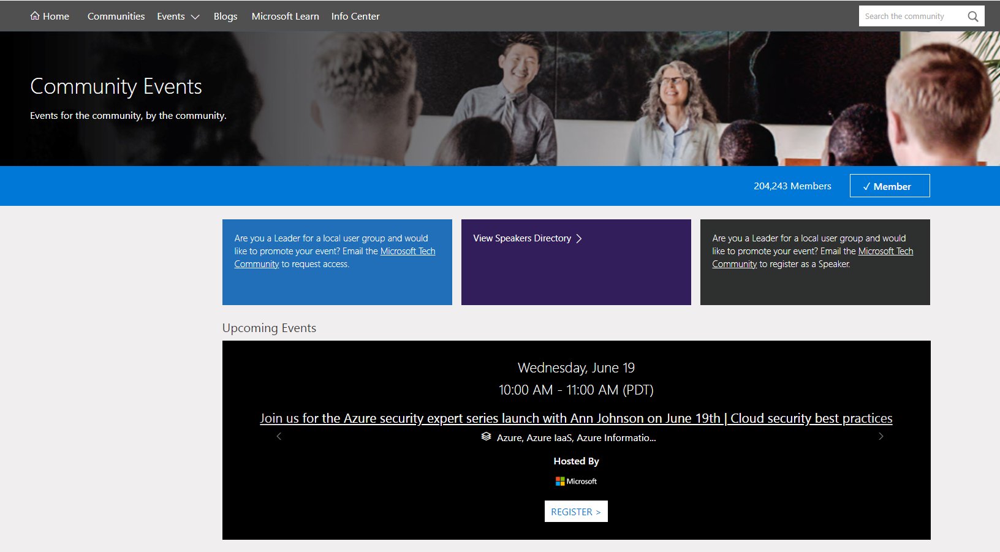 Home Communities Events Blogs Microsoft Learn Info Center Search the community
Community Events
Events for the community, by the community.
204,243 Members ✓ Member
Are you a Leader for a local user group and would
like to promote your event? Email the Microsoft Tech
Community to request access.
View Speakers Directory >
Are you a Leader for a local user group and would
like to promote your event? Email the Microsoft Tech
Community to register as a Speaker.
Upcoming Events
Wednesday, June 19
10:00 AM - 11:00 AM (PDT)
Join us for the Azure security expert series launch with Ann Johnson on June 19th | Cloud security best practices
Azure, Azure IaaS, Azure Informatio...
Hosted By
Microsoft
REGISTER >